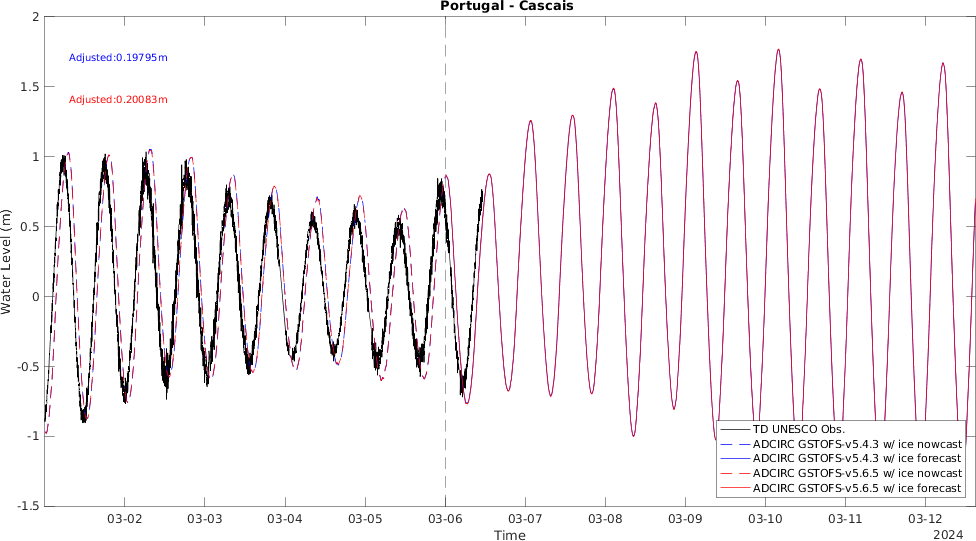 Portugal - Cascais
Adjusted:0.19795m
Adjusted:0.20083m
Water Level (m)
2
1.5
1
0.5
0
-0.5
-1
-1.5
TD UNESCO Obs.
ADCIRC GSTOFS-v5.4.3 w/ ice nowcast
ADCIRC GSTOFS-v5.4.3 w/ ice forecast
ADCIRC GSTOFS-v5.6.5 w/ ice nowcast
ADCIRC GSTOFS-v5.6.5 w/ ice forecast
03-02 03-03 03-04 03-05 03-06 03-07 03-08 03-09 03-10 03-11 03-12
Time
2024